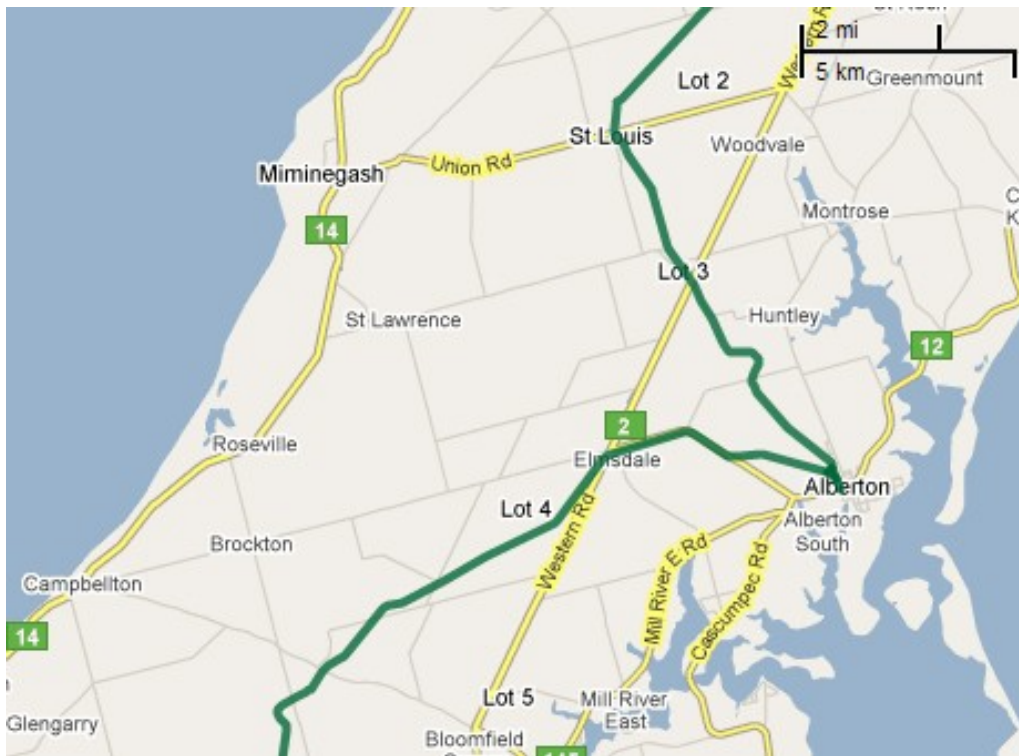 2 mi
5 km
Greenmount
Lot 2
St Louis
Woodvale
Union Rd
Miminegash
Montrose
14
Lot 3
Huntley
St Lawrence
12
2
Roseville
Elmsdale
Alberton
Lot 4
Alberton
South
Brockton
Western Rd
Mill River E Rd
Cascumpec Rd
Campbellton
14
Lot 5
Mill River
East
Glengarry
Bloomfield